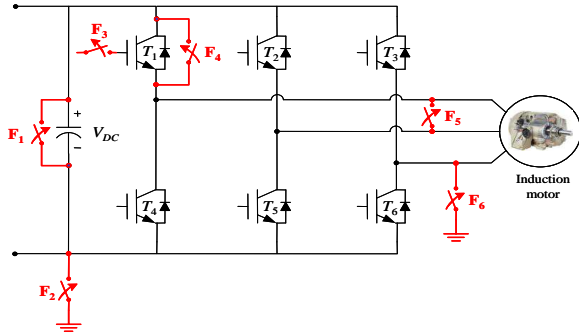 F3
T1
F4
T2
T3
F1
+
VDC
−
F5
Induction
motor
T4
T5
T6
F6
F2